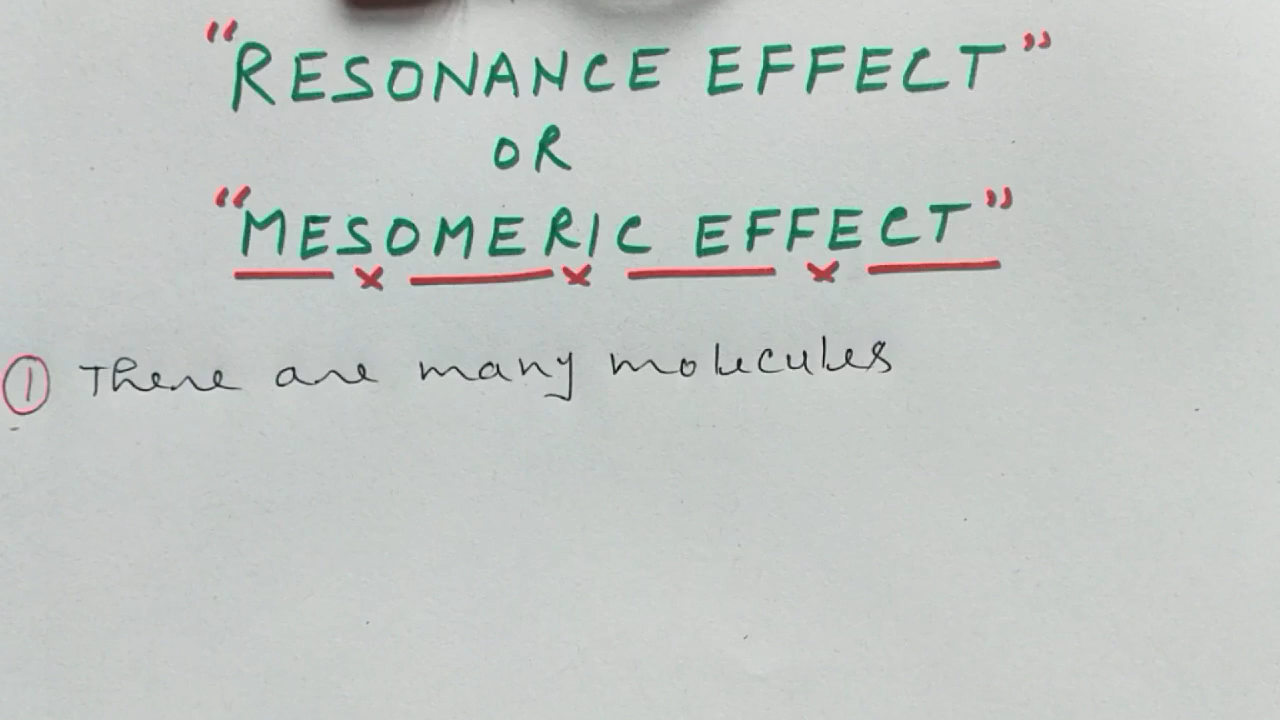 "RESONANCE EFFECT"
OR
"MESOMERIC EFFECT"
① There are many molecules